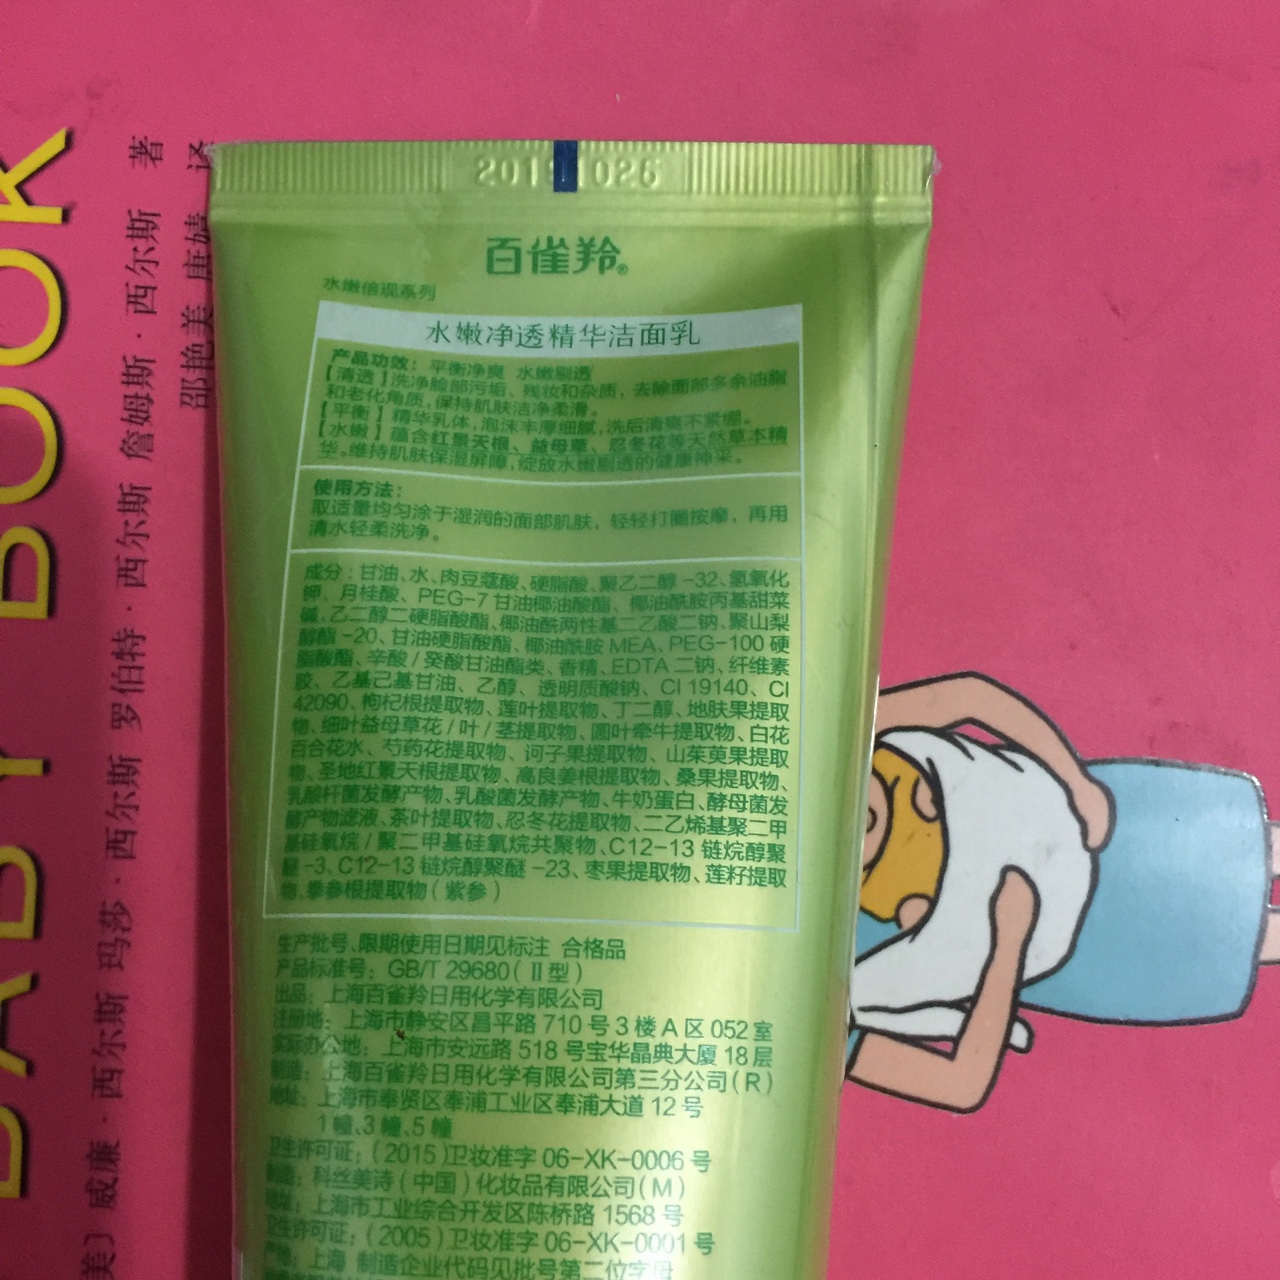 20191026
百雀羚®
水嫩倍现系列
水嫩净透精华洁面乳
产品功效：平衡净爽 水嫩剔透
【清透】洗净脸部污垢、残妆和杂质，去除面部多余油脂
和老化角质，保持肌肤洁净柔滑。
【平衡】精华乳体，泡沫丰厚细腻，洗后清爽不紧绷。
【水嫩】蕴含红景天根、益母草、忍冬花等天然草本精
华。维持肌肤保湿屏障，绽放水嫩剔透的健康神采。
使用方法：
取适量均匀涂于湿润的面部肌肤，轻轻打圈按摩，再用
清水轻柔洗净。
成分：甘油、水、肉豆蔻酸、硬脂酸、聚乙二醇-32、氢氧化
钾、月桂酸、PEG-7 甘油椰油酸酯、椰油酰胺丙基甜菜
碱、乙二醇二硬脂酸酯、椰油酰两性基二乙酸二钠、聚山梨
醇酯-20、甘油硬脂酸酯、椰油酰胺 MEA、PEG-100 硬
脂酸酯、辛酸/癸酸甘油酯类、香精、EDTA 二钠、纤维素
胶、乙基己基甘油、乙醇、透明质酸钠、CI 19140、CI
42090、枸杞根提取物、莲叶提取物、丁二醇、地肤果提取
物、细叶益母草花/叶/茎提取物、圆叶牵牛提取物、白花
百合花水、芍药花提取物、诃子果提取物、山茱萸果提取
物、圣地红景天根提取物、高良姜根提取物、桑果提取物、
乳酸杆菌发酵产物、乳酸菌发酵产物、牛奶蛋白、酵母菌发
酵产物滤液、茶叶提取物、忍冬花提取物、二乙烯基聚二甲
基硅氧烷/聚二甲基硅氧烷共聚物、C12-13 链烷醇聚
醚-3、C12-13 链烷醇聚醚-23、枣果提取物、莲籽提取
物、拳参根提取物（紫参）
生产批号、限期使用日期见标注 合格品
产品标准号：GB/T 29680（Ⅱ型）
出品：上海百雀羚日用化学有限公司
注册地：上海市静安区昌平路 710 号 3 楼 A 区 052 室
实际办公地：上海市安远路 518 号宝华晶典大厦 18 层
制造：上海百雀羚日用化学有限公司第三分公司（R）
地址：上海市奉贤区奉浦工业区奉浦大道 12 号
1 幢、3 幢、5 幢
卫生许可证：（2015）卫妆准字 06-XK-0006 号
制造：科丝美诗（中国）化妆品有限公司（M）
地址：上海市工业综合开发区陈桥路 1568 号
卫生许可证：（2005）卫妆准字 06-XK-0001 号
产地：上海 制造企业代码见批号第二位字母
BABY BOOK
美〕威廉·西尔斯 玛莎·西尔斯 罗伯特·西尔斯 詹姆斯·西尔斯 著
邵艳美 唐婧 译